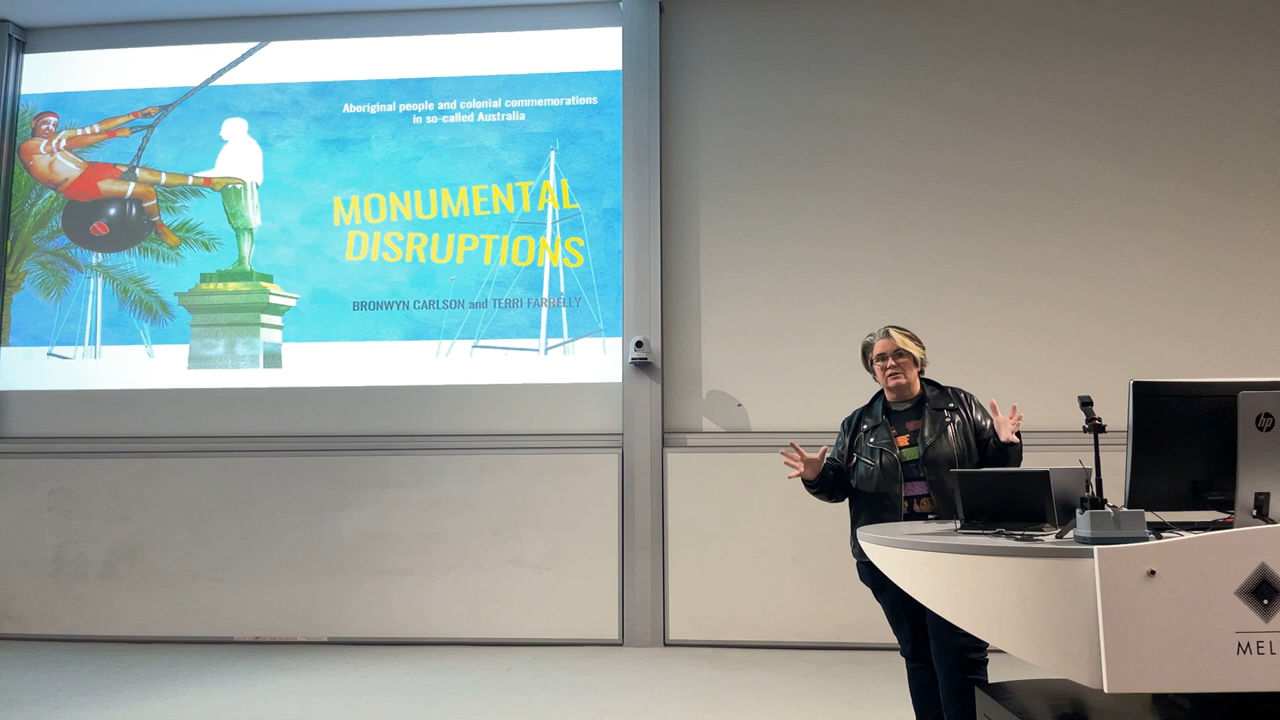 Aboriginal people and colonial commemorations
in so-called Australia
MONUMENTAL
DISRUPTIONS
BRONWYN CARLSON and TERRI FARRELLY
hp
MEL